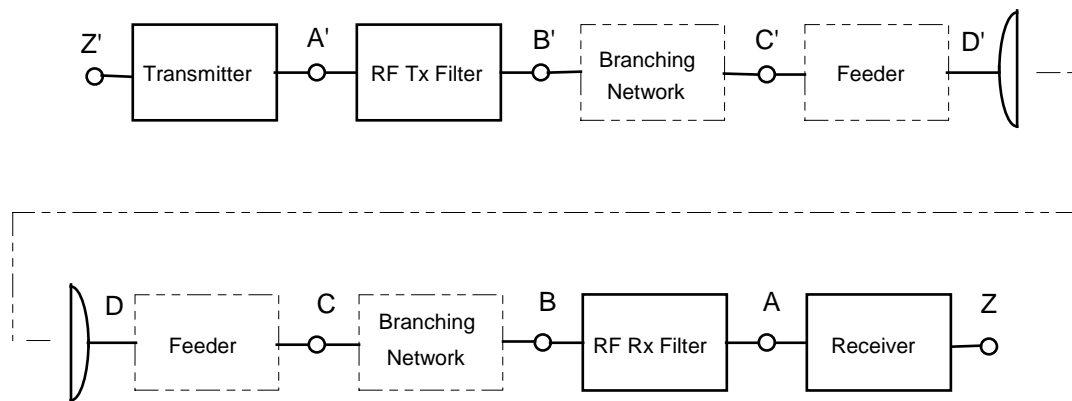 Z'
Transmitter
A'
RF Tx Filter
B'
Branching
Network
C'
Feeder
D'
D
Feeder
C
Branching
Network
B
RF Rx Filter
A
Receiver
Z